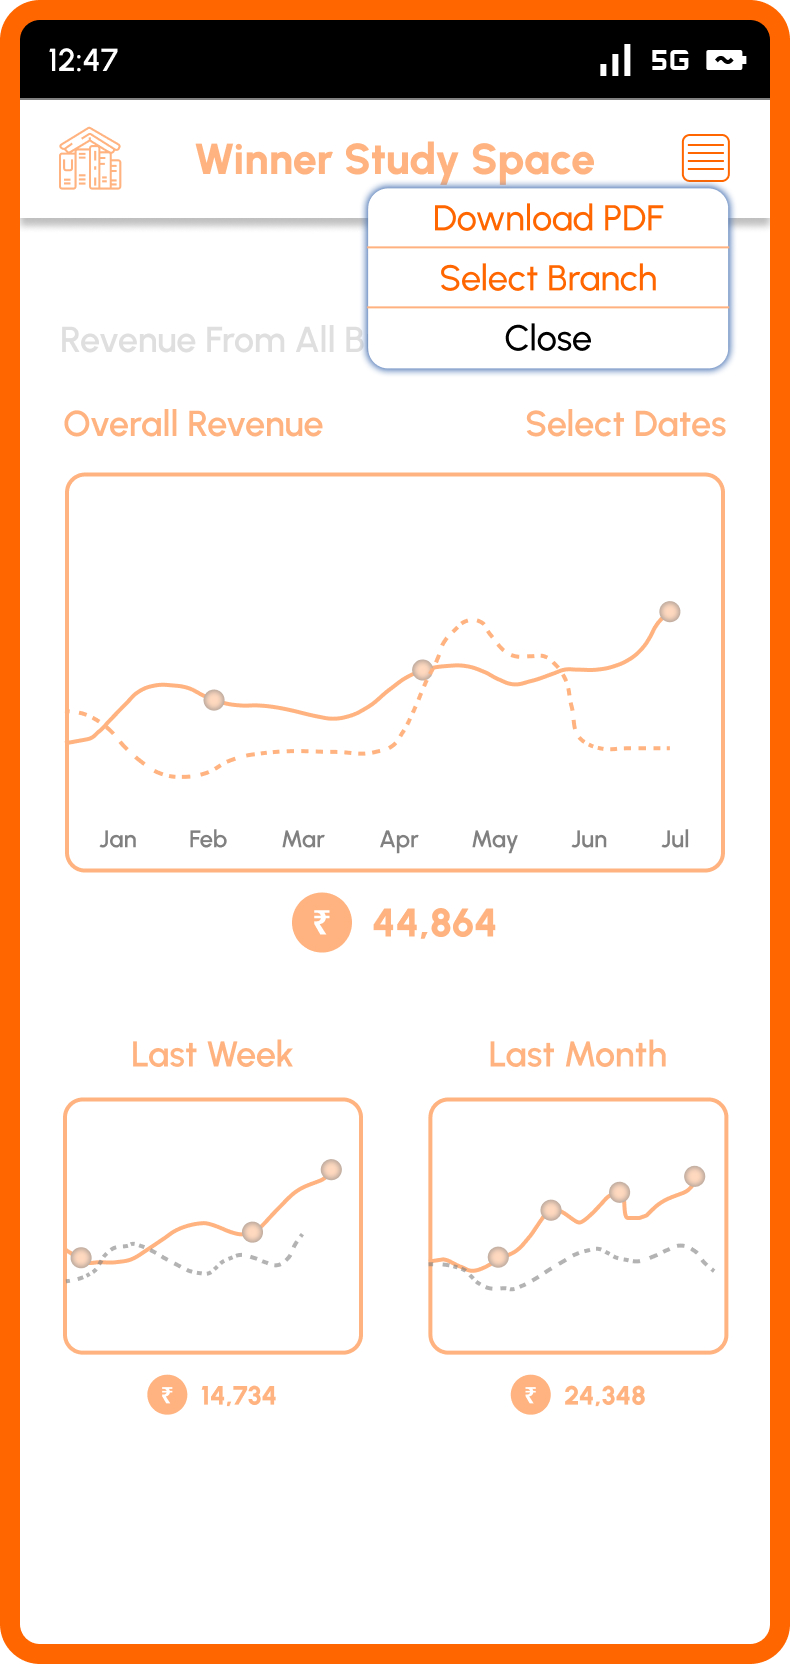 12:47
5G
Winner Study Space
Download PDF
Select Branch
Close
Revenue From All B
Overall Revenue
Select Dates
Jan Feb Mar Apr May Jun Jul
₹ 44,864
Last Week
Last Month
₹ 14,734
₹ 24,348